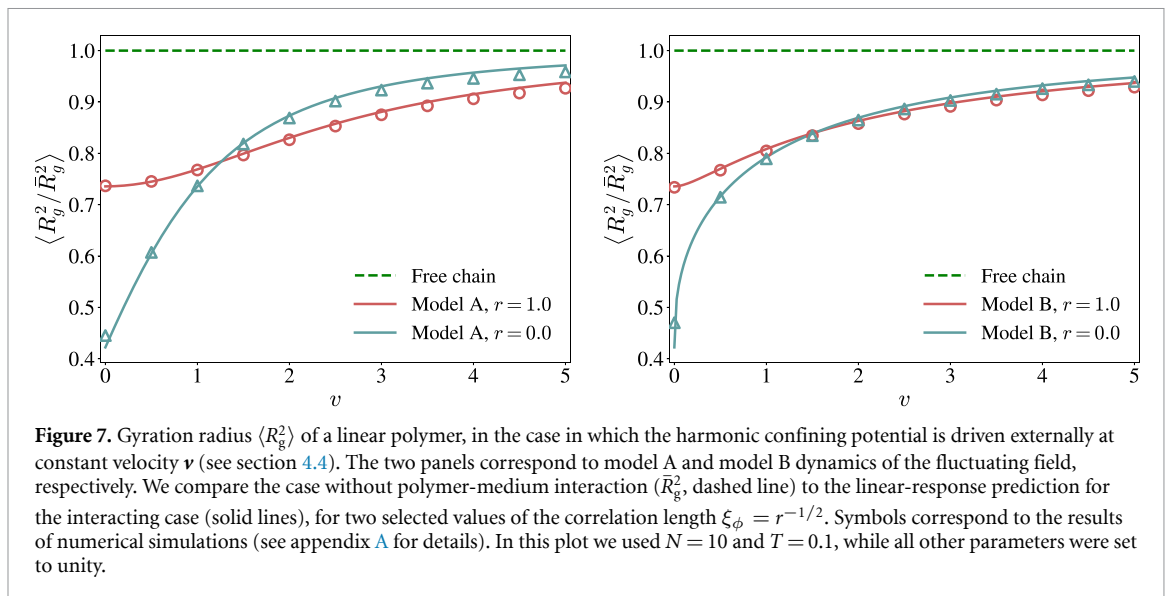 1.0
0.9
0.8
0.7
0.6
0.5
0.4
⟨R_g^2/R̄_g^2⟩
Free chain
Model A, r = 1.0
Model A, r = 0.0
0 1 2 3 4 5
v
1.0
0.9
0.8
0.7
0.6
0.5
0.4
⟨R_g^2/R̄_g^2⟩
Free chain
Model B, r = 1.0
Model B, r = 0.0
0 1 2 3 4 5
v
Figure 7. Gyration radius ⟨R_g^2⟩ of a linear polymer, in the case in which the harmonic confining potential is driven externally at
constant velocity v (see section 4.4). The two panels correspond to model A and model B dynamics of the fluctuating field,
respectively. We compare the case without polymer-medium interaction (R̄_g^2, dashed line) to the linear-response prediction for
the interacting case (solid lines), for two selected values of the correlation length ξ_ϕ = r^{−1/2}. Symbols correspond to the results
of numerical simulations (see appendix A for details). In this plot we used N = 10 and T = 0.1, while all other parameters were set
to unity.